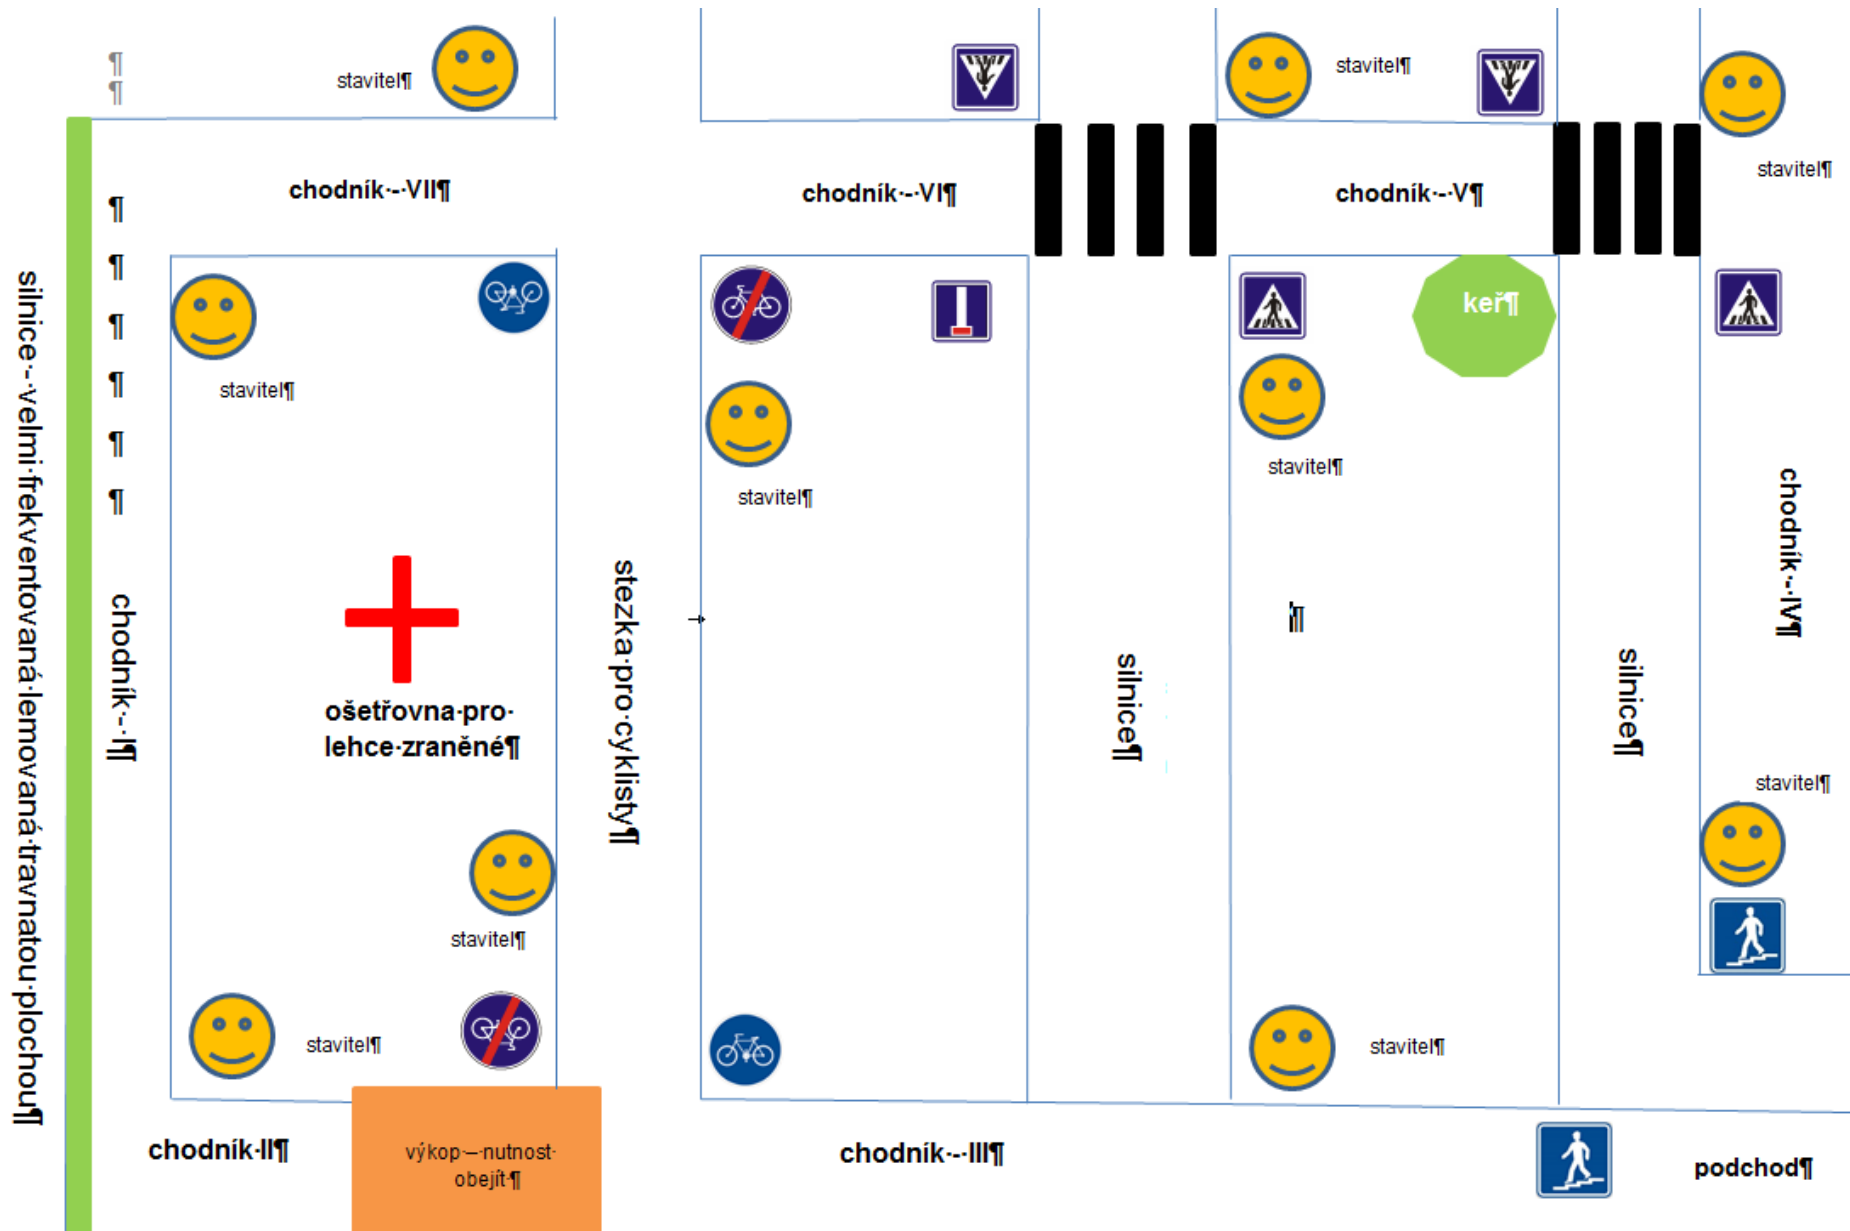 ¶
¶
stavitel¶
stavitel¶
stavitel¶
chodník·-·VII¶
chodník·-·VI¶
chodník·-·V¶
¶
¶
¶
¶
¶
¶
keř¶
stavitel¶
stavitel¶
stavitel¶
silnice·-·velmi·frekventovaná·lemovaná·travnatou·plochou¶
chodník·-·I¶
ošetřovna·pro·
lehce·zraněné¶
stezka·pro·cyklisty¶
silnice¶
¶
silnice¶
chodník·-·IV¶
stavitel¶
stavitel¶
stavitel¶
stavitel¶
chodník·II¶
výkop·–·nutnost·
obejít·¶
chodník·-·III¶
podchod¶